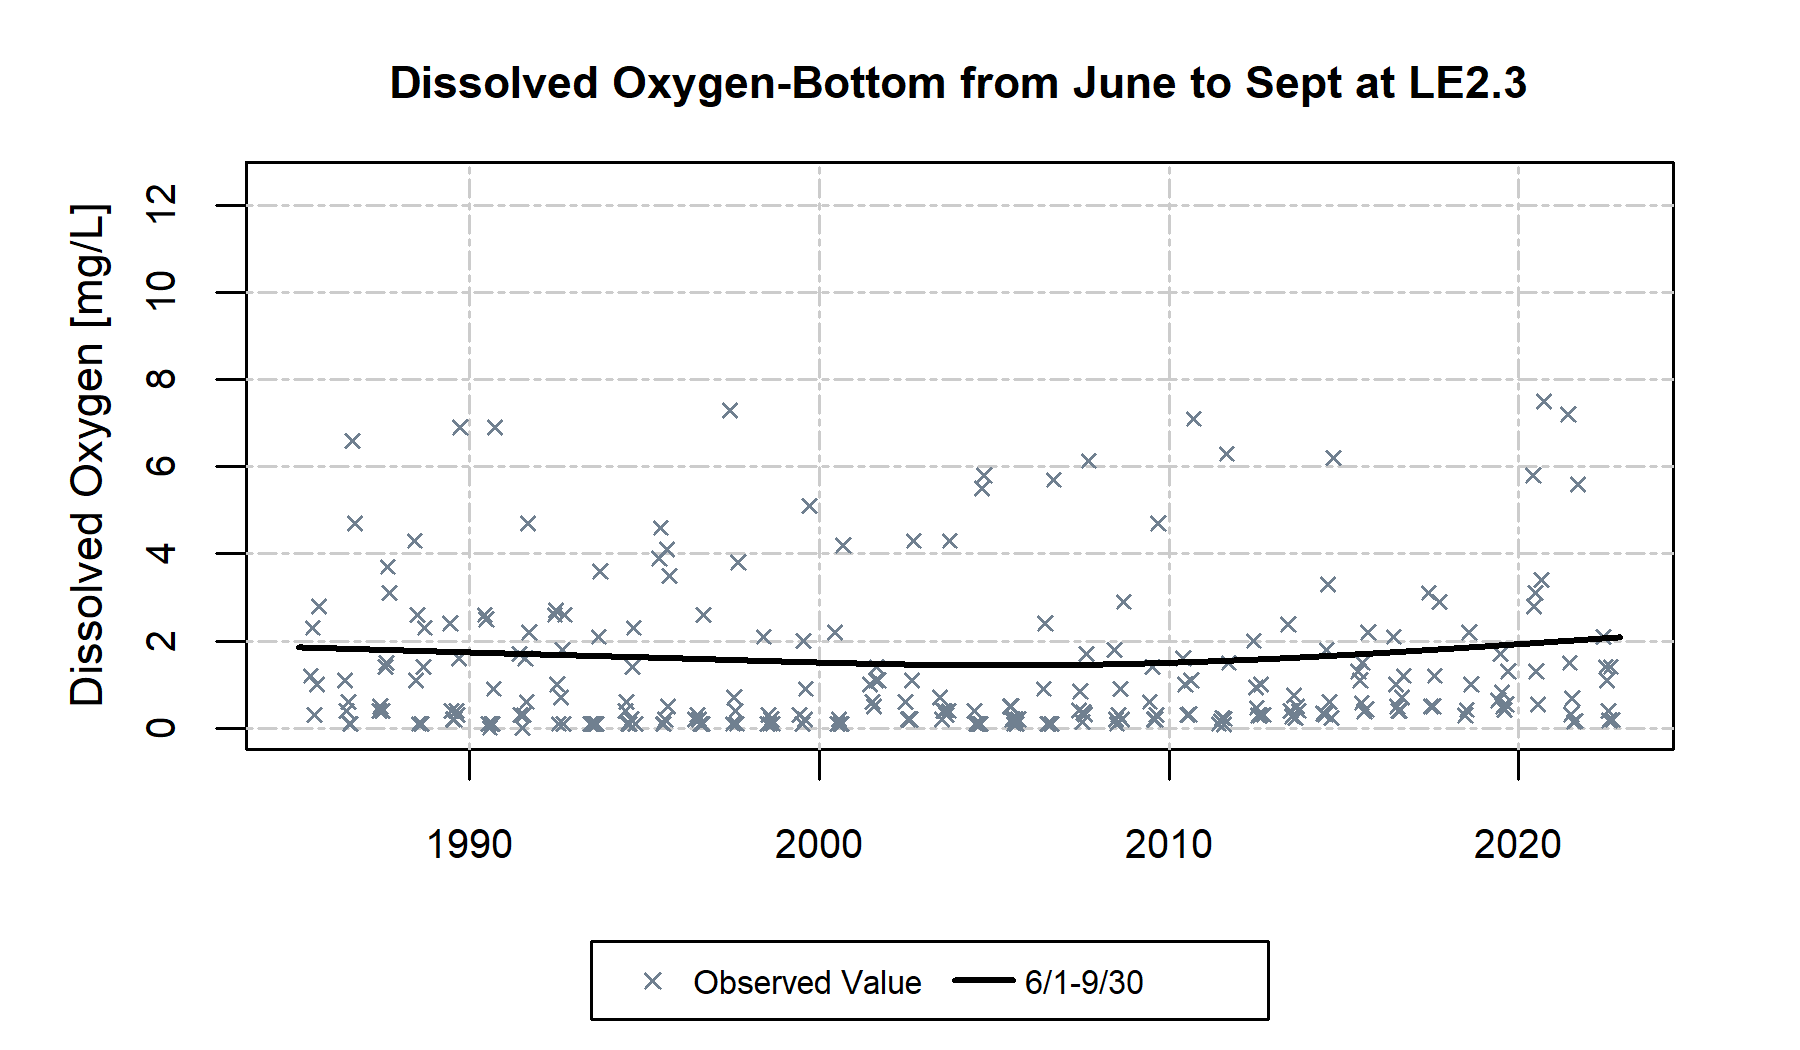 Dissolved Oxygen-Bottom from June to Sept at LE2.3
Dissolved Oxygen [mg/L]
12
10
8
6
4
2
0
1990 2000 2010 2020
Observed Value 6/1-9/30